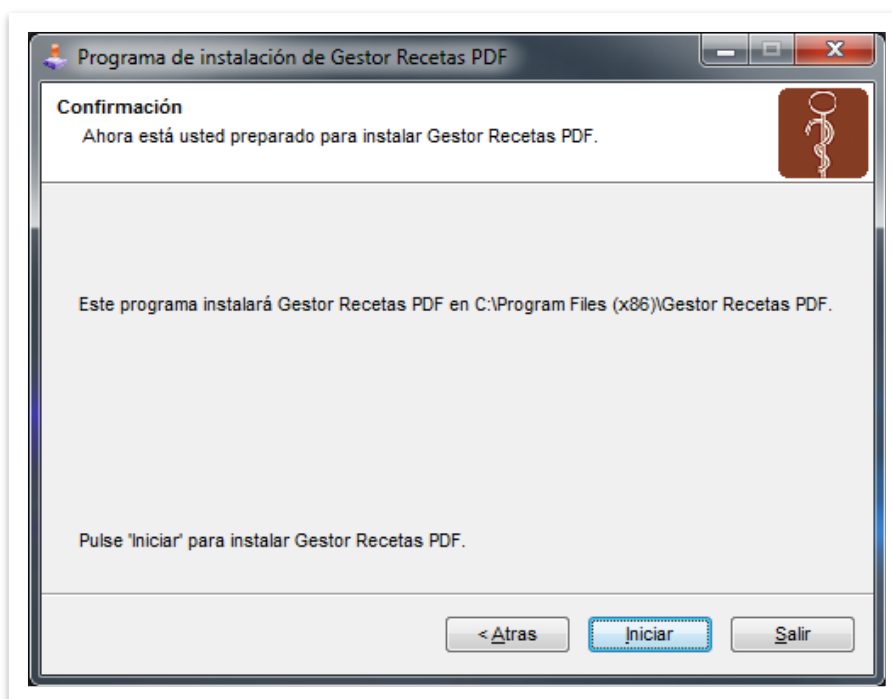 Programa de instalación de Gestor Recetas PDF
Confirmación
Ahora está usted preparado para instalar Gestor Recetas PDF.
Este programa instalará Gestor Recetas PDF en C:\Program Files (x86)\Gestor Recetas PDF.
Pulse 'Iniciar' para instalar Gestor Recetas PDF.
< Atras Iniciar Salir